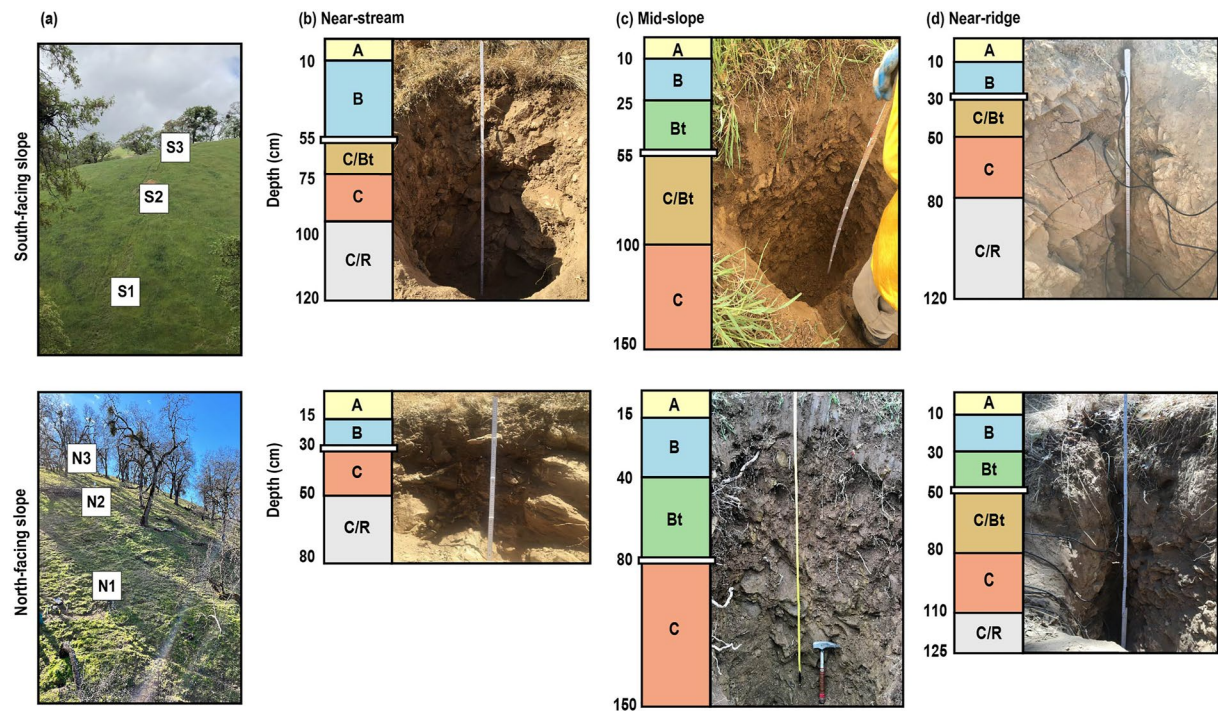 (a)
(b) Near-stream
(c) Mid-slope
(d) Near-ridge
South-facing slope
S3
S2
S1
Depth (cm)
A
10
B
55
C/Bt
75
C
100
C/R
120
A
10
B
25
Bt
55
C/Bt
100
C
150
A
10
B
30
C/Bt
50
C
80
C/R
120
North-facing slope
N3
N2
N1
Depth (cm)
A
15
B
30
C
50
C/R
80
A
15
B
40
Bt
80
C
150
A
10
B
30
Bt
50
C/Bt
80
C
110
C/R
125